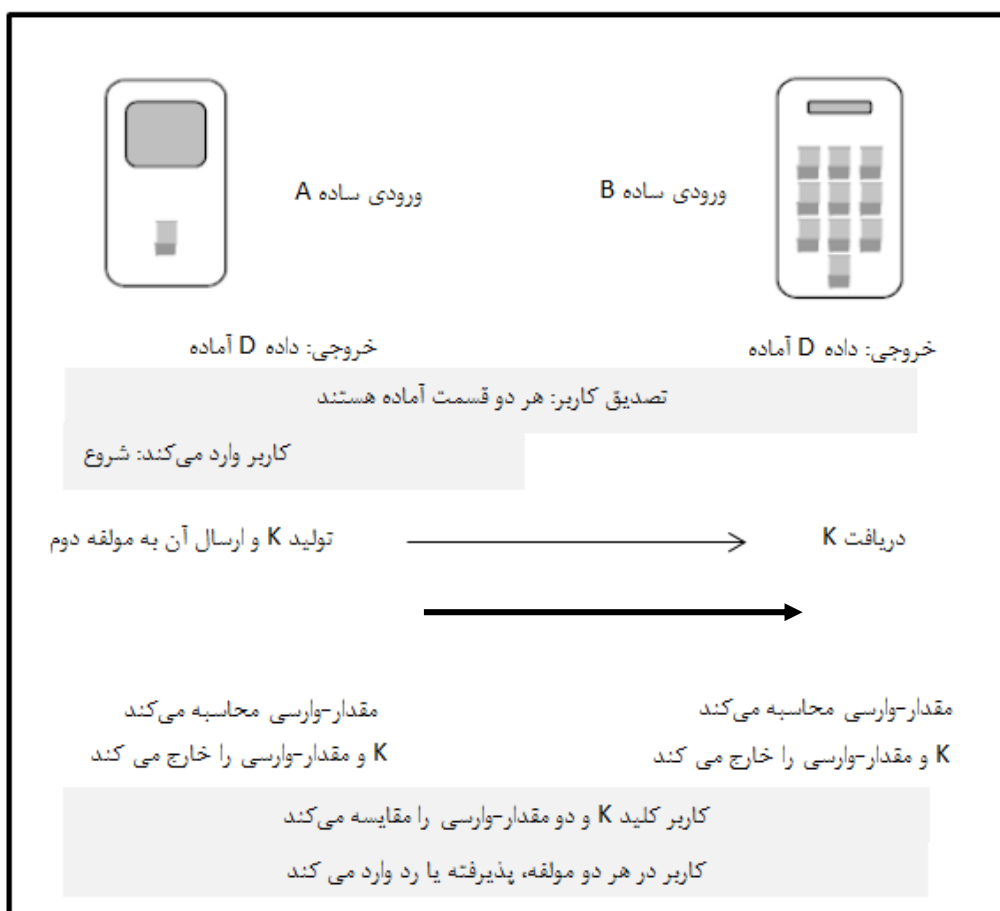 ورودی ساده B
ورودی ساده A
خروجی: داده D آماده
خروجی: داده D آماده
تصدیق کاربر: هر دو قسمت آماده هستند
کاربر وارد می‌کند: شروع
دریافت K
تولید K و ارسال آن به مولفه دوم
مقدار-وارسی محاسبه می‌کند
مقدار-وارسی محاسبه می‌کند
K و مقدار-وارسی را خارج می کند
K و مقدار-وارسی را خارج می کند
کاربر کلید K و دو مقدار-وارسی را مقایسه می‌کند
کاربر در هر دو مولفه، پذیرفته یا رد وارد می کند